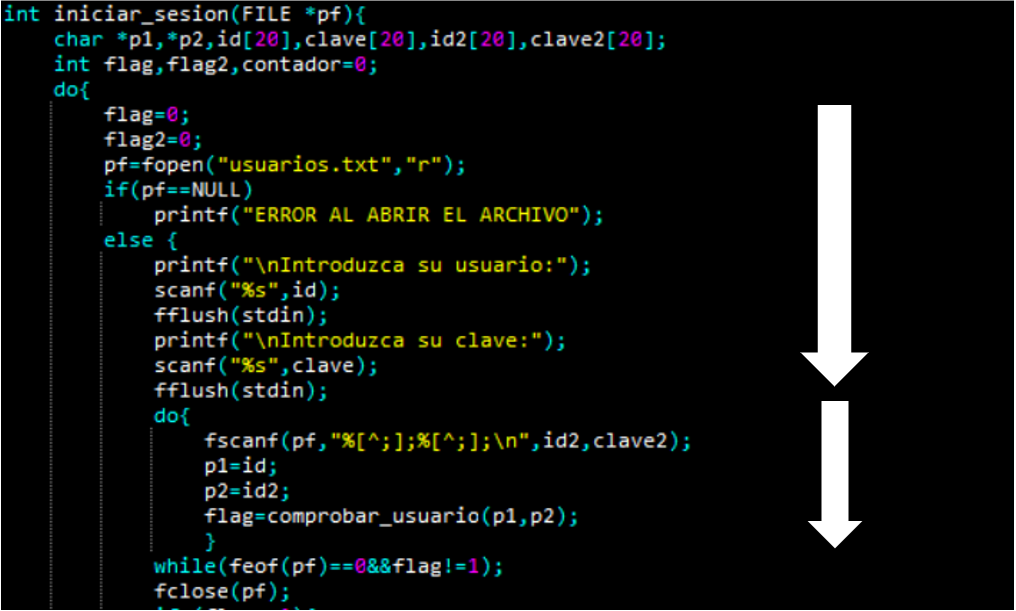 int iniciar_sesion(FILE *pf){
char *p1,*p2,id[20],clave[20],id2[20],clave2[20];
int flag,flag2,contador=0;
do{
flag=0;
flag2=0;
pf=fopen("usuarios.txt","r");
if(pf==NULL)
printf("ERROR AL ABRIR EL ARCHIVO");
else {
printf("\nIntroduzca su usuario:");
scanf("%s",id);
fflush(stdin);
printf("\nIntroduzca su clave:");
scanf("%s",clave);
fflush(stdin);
do{
fscanf(pf,"%[^;];%[^;];\n",id2,clave2);
p1=id;
p2=id2;
flag=comprobar_usuario(p1,p2);
}
while(feof(pf)==0&&flag!=1);
fclose(pf);